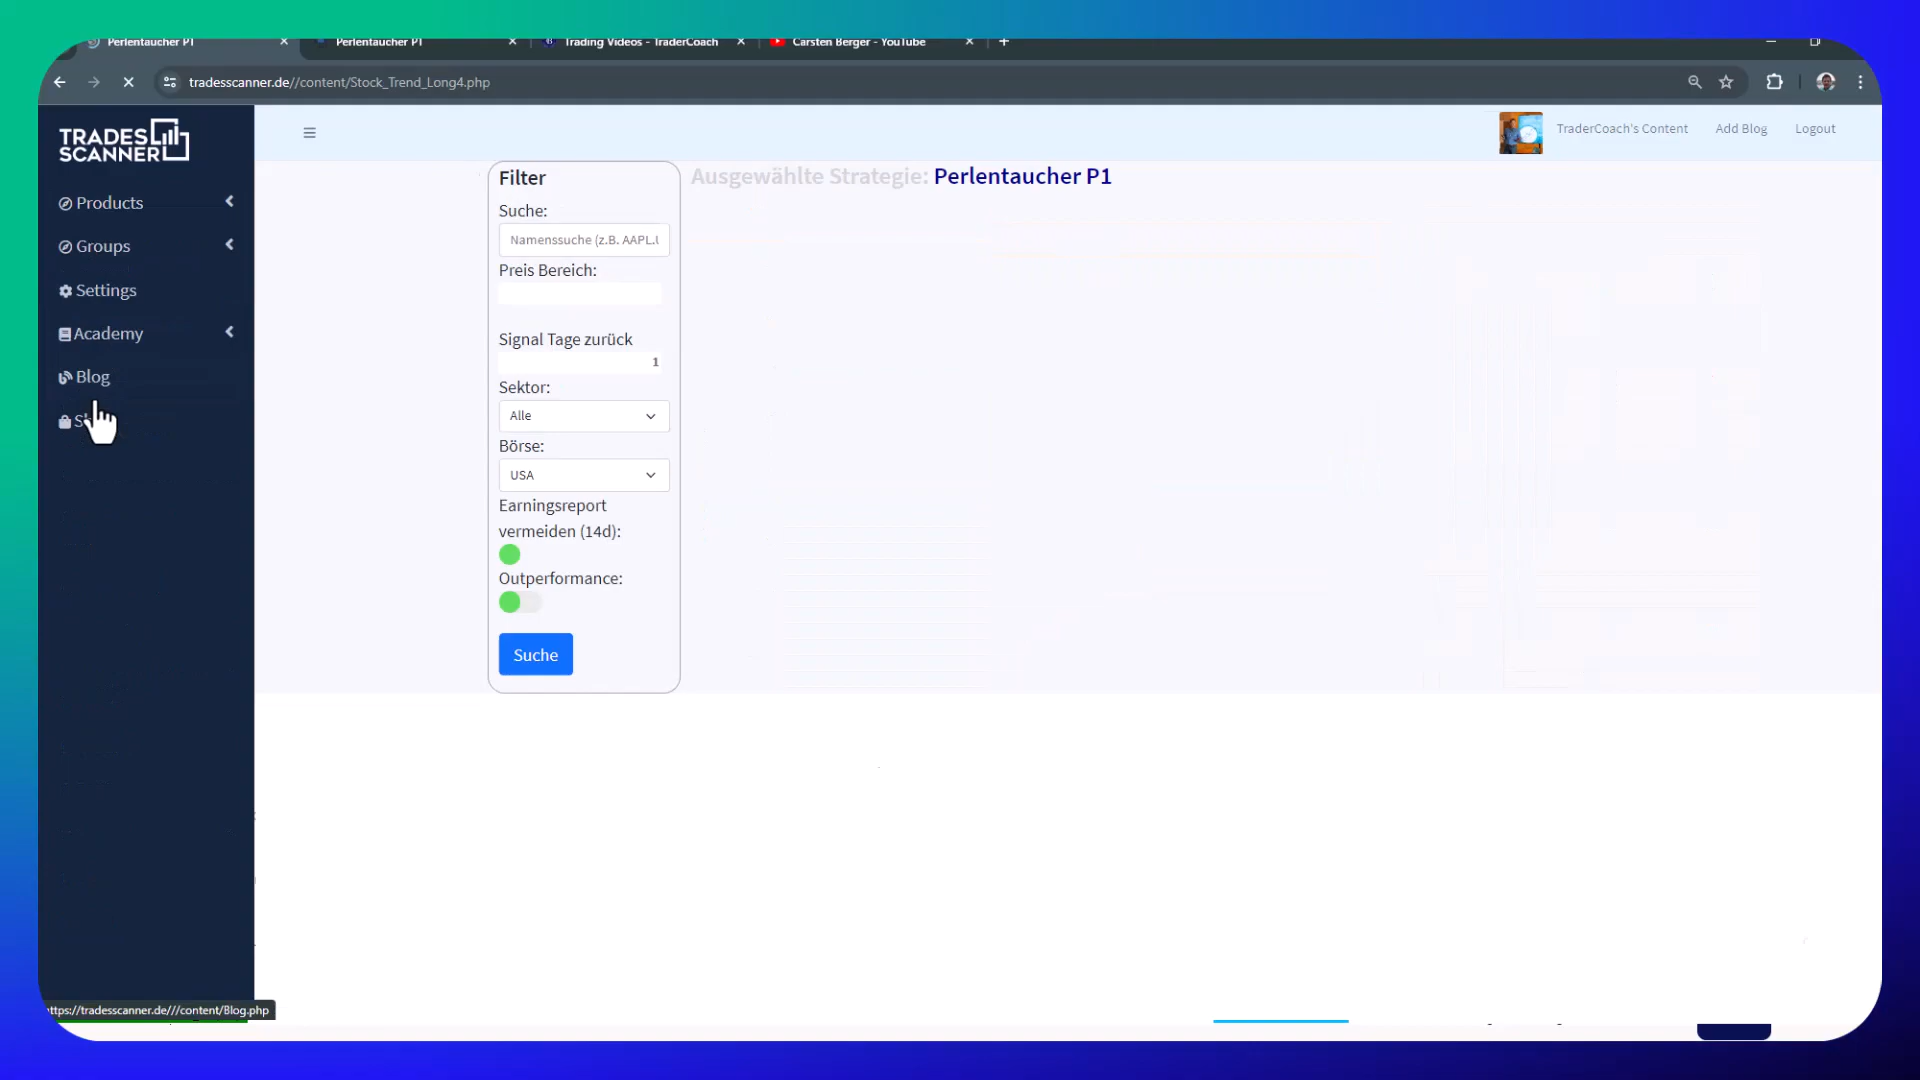 Perlentaucher P1
Perlentaucher P1
Trading Videos - TraderCoach
Carsten Berger - YouTube
tradesscanner.de//content/Stock_Trend_Long4.php
TRADES
SCANNER
TraderCoach's Content
Add Blog
Logout
Products
Groups
Settings
Academy
Blog
Filter
Suche:
Namenssuche (z.B. AAPL.U
Preis Bereich:
Signal Tage zurück
1
Sektor:
Alle
Börse:
USA
Earningsreport
vermeiden (14d):
Outperformance:
Suche
Ausgewählte Strategie: Perlentaucher P1
ttps://tradesscanner.de///content/Blog.php